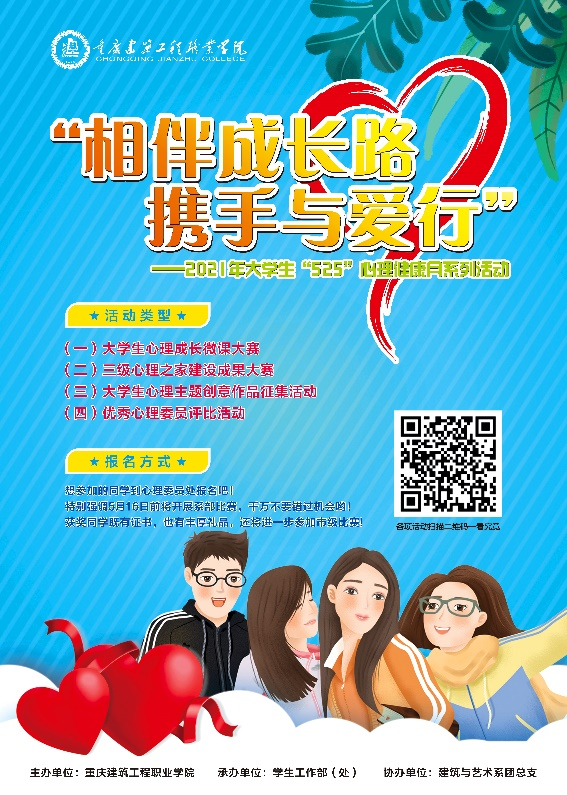 重庆建筑工程职业学院
CHONGQING JIANZHU COLLEGE
“相伴成长路
携手与爱行”
——2021年大学生“525”心理健康月系列活动
★活动类型★
（一）大学生心理成长微课大赛
（二）三级心理之家建设成果大赛
（三）大学生心理主题创意作品征集活动
（四）优秀心理委员评比活动
★报名方式★
想参加的同学到心理委员处报名吧！
特别强调5月16日前将开展系部比赛，千万不要错过机会哟！
获奖同学既有证书，也有丰厚礼品，还将进一步参加市级比赛！
各项活动扫描二维码一看究竟
主办单位：重庆建筑工程职业学院 承办单位：学生工作部（处） 协办单位：建筑与艺术系团总支